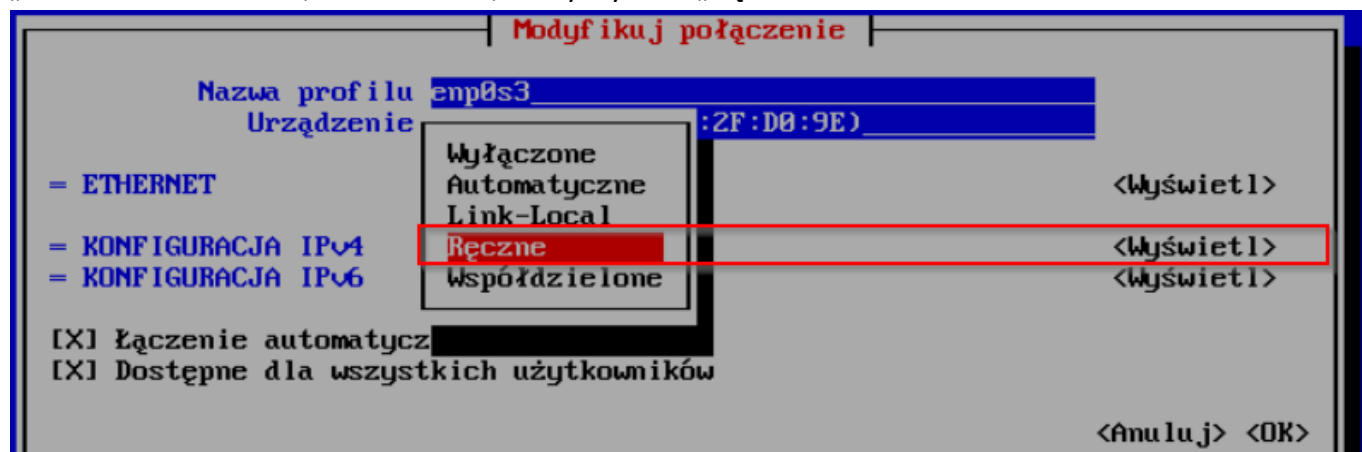 Modyfikuj połączenie
Nazwa profilu enp0s3
Urządzenie :2F:D0:9E)
Wyłączone
= ETHERNET Automatyczne <Wyświetl>
Link-Local
= KONFIGURACJA IPv4 Ręczne <Wyświetl>
= KONFIGURACJA IPv6 Współdzielone <Wyświetl>
[X] Łączenie automatycz
[X] Dostępne dla wszystkich użytkowników
<Anuluj> <OK>